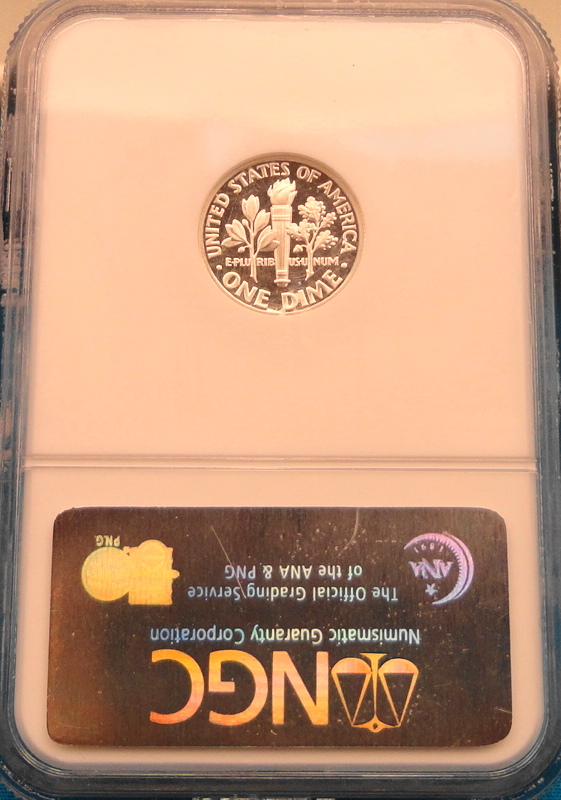 UNITED STATES OF AMERICA
E·PLURIBUS·UNUM
· ONE DIME ·
NGC
Numismatic Guaranty Corporation
The Official Grading Service
of the ANA & PNG
ANA
1891
PNG